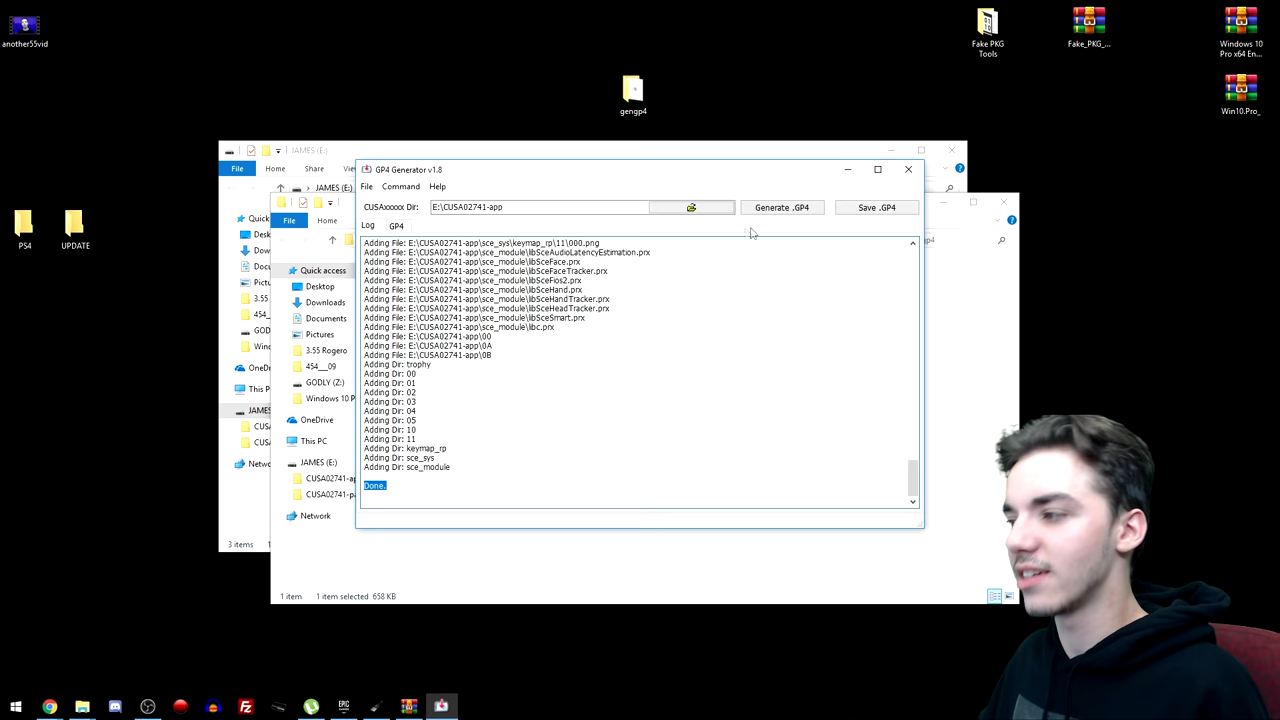 another55vid
Fake PKG
Tools
Fake_PKG_...
Windows 10
Pro x64 En...
Win10.Pro_
gengp4
PS4
UPDATE
JAMES (E:)
File
Home
Share
JAMES (E:)
File
Home
GP4 Generator v1.8
File
Command
Help
CUSAxxxxx Dir:
E:\CUSA02741-app
Generate .GP4
Save .GP4
Log
GP4
Adding File: E:\CUSA02741-app\sce_sys\keymap_rp\11\000.png
Adding File: E:\CUSA02741-app\sce_module\libSceAudioLatencyEstimation.prx
Adding File: E:\CUSA02741-app\sce_module\libSceFace.prx
Adding File: E:\CUSA02741-app\sce_module\libSceFaceTracker.prx
Adding File: E:\CUSA02741-app\sce_module\libSceFios2.prx
Adding File: E:\CUSA02741-app\sce_module\libSceHand.prx
Adding File: E:\CUSA02741-app\sce_module\libSceHandTracker.prx
Adding File: E:\CUSA02741-app\sce_module\libSceHeadTracker.prx
Adding File: E:\CUSA02741-app\sce_module\libSceSmart.prx
Adding File: E:\CUSA02741-app\sce_module\libc.prx
Adding File: E:\CUSA02741-app\00
Adding File: E:\CUSA02741-app\0A
Adding File: E:\CUSA02741-app\0B
Adding Dir: trophy
Adding Dir: 00
Adding Dir: 01
Adding Dir: 02
Adding Dir: 03
Adding Dir: 04
Adding Dir: 05
Adding Dir: 10
Adding Dir: 11
Adding Dir: keymap_rp
Adding Dir: sce_sys
Adding Dir: sce_module
Done.
Quick access
Desktop
Downloads
Documents
Pictures
3.55 Rogero
454__09
GODLY (Z:)
Windows 10 P
OneDrive
This PC
JAMES (E:)
CUSA02741-ap
CUSA02741-pa
Network
3 items
1 item
1 item selected 658 KB